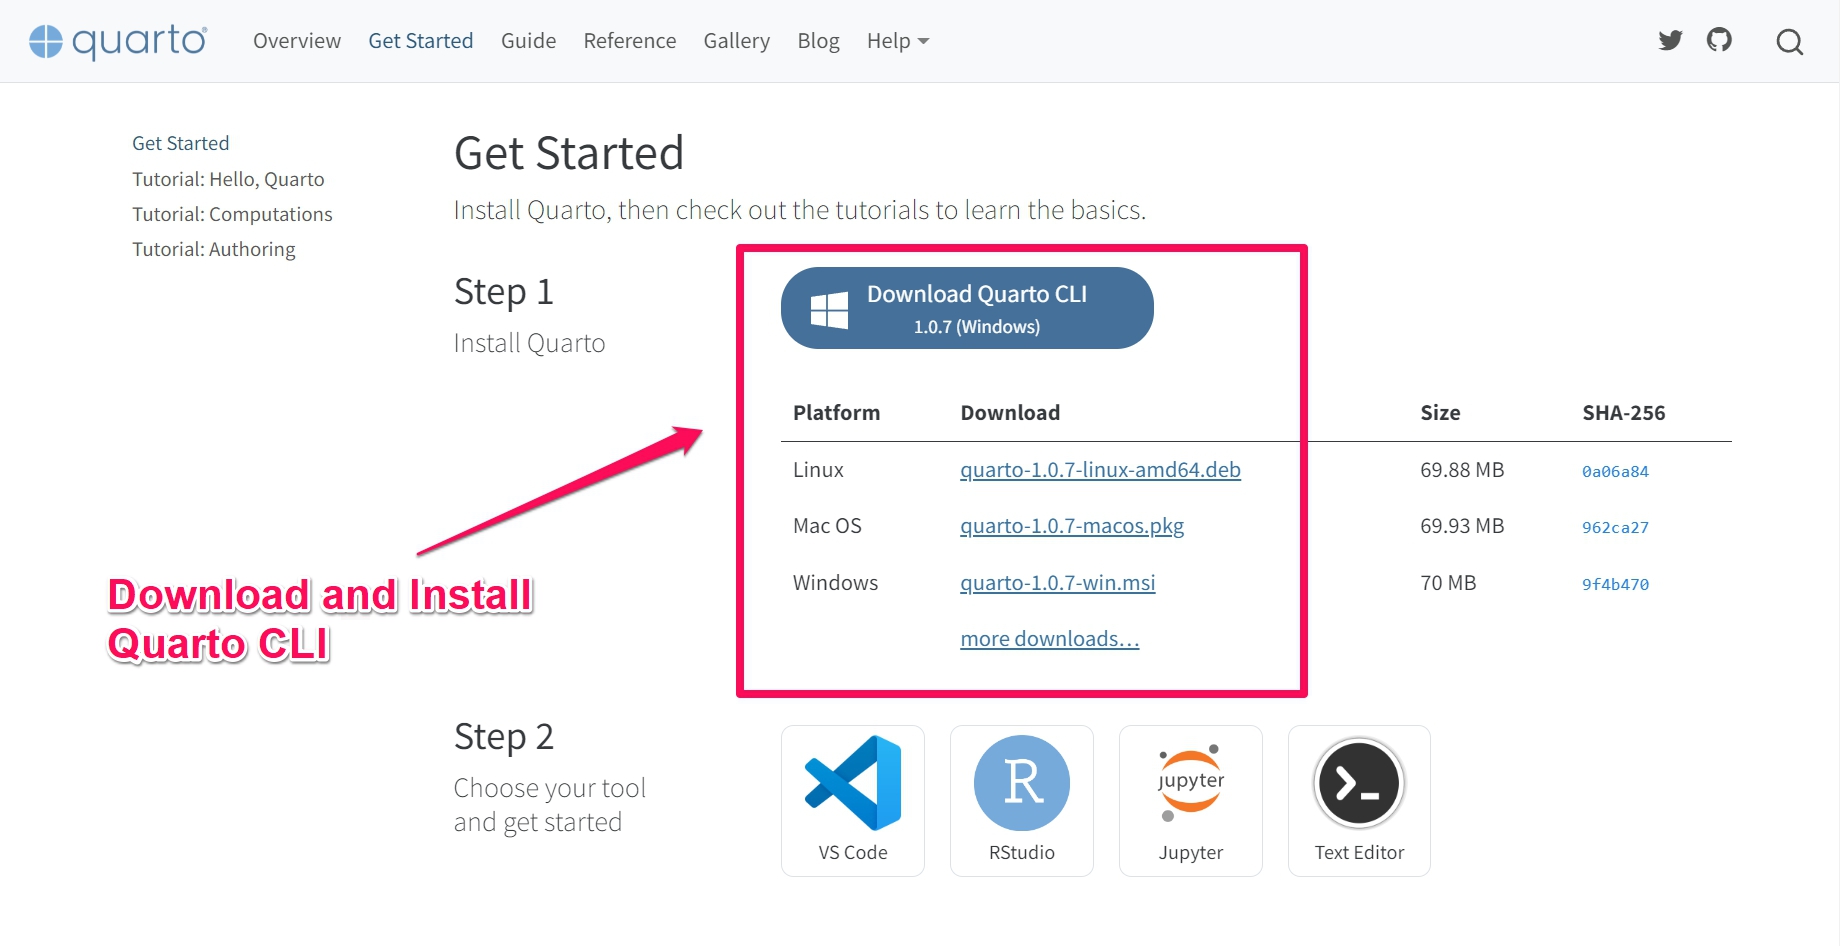 quarto®
Overview Get Started Guide Reference Gallery Blog Help
Get Started
Tutorial: Hello, Quarto
Tutorial: Computations
Tutorial: Authoring
Get Started
Install Quarto, then check out the tutorials to learn the basics.
Step 1
Install Quarto
Download Quarto CLI
1.0.7 (Windows)
Platform Download Size SHA-256
Linux quarto-1.0.7-linux-amd64.deb 69.88 MB 0a06a84
Mac OS quarto-1.0.7-macos.pkg 69.93 MB 962ca27
Windows quarto-1.0.7-win.msi 70 MB 9f4b470
more downloads…
Download and Install
Quarto CLI
Step 2
Choose your tool
and get started
VS Code
R
RStudio
jupyter
Jupyter
Text Editor